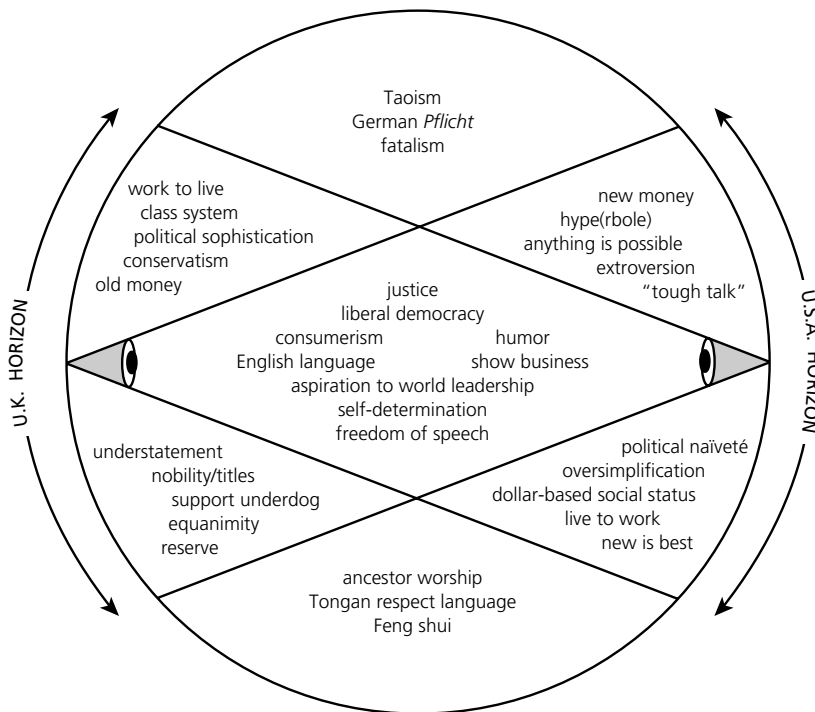 Taoism
German Pflicht
fatalism
work to live
class system
political sophistication
conservatism
old money
new money
hype(rbole)
anything is possible
extroversion
“tough talk”
U.K. HORIZON
justice
liberal democracy
consumerism humor
English language show business
aspiration to world leadership
self-determination
freedom of speech
U.S.A. HORIZON
understatement
nobility/titles
support underdog
equanimity
reserve
political naïveté
oversimplification
dollar-based social status
live to work
new is best
ancestor worship
Tongan respect language
Feng shui